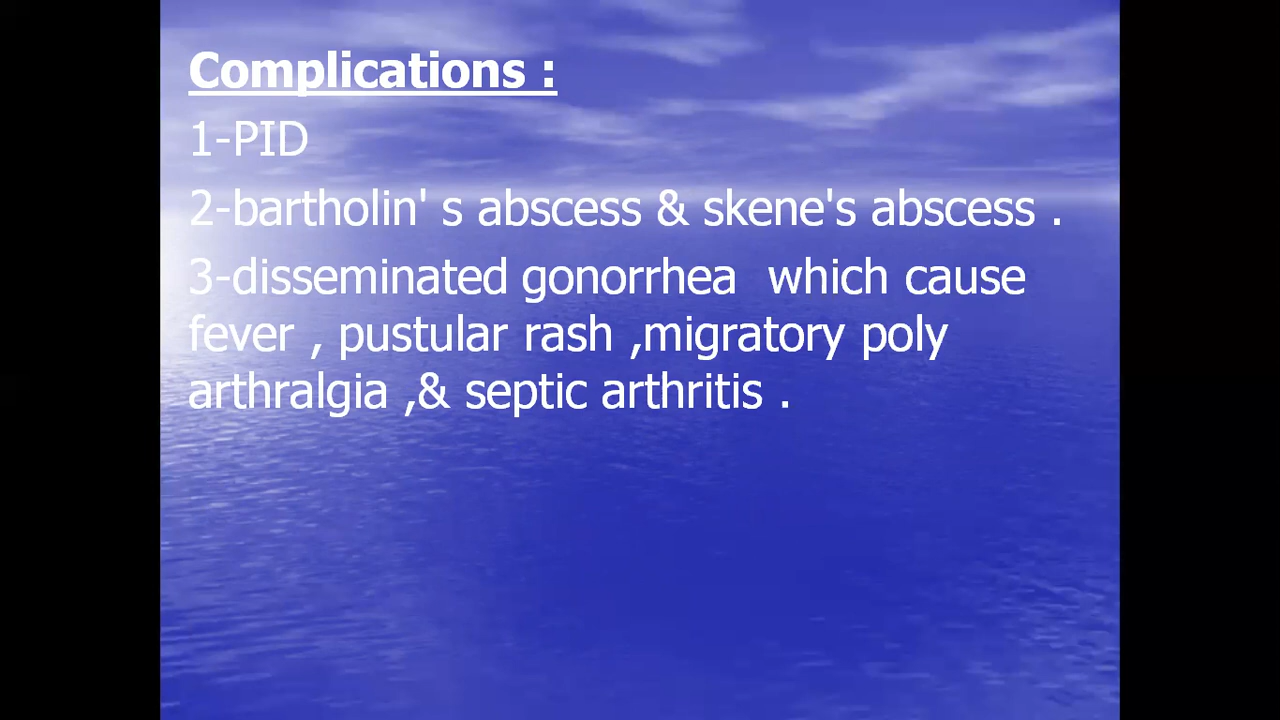 Complications :
1-PID
2-bartholin' s abscess & skene's abscess .
3-disseminated gonorrhea  which cause
fever , pustular rash ,migratory poly
arthralgia ,& septic arthritis .